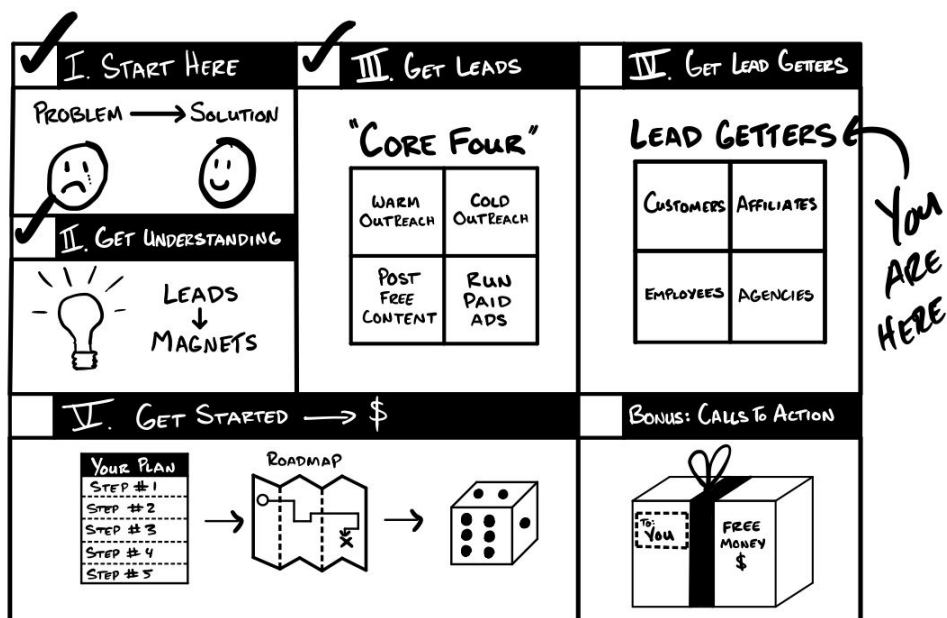 I. START HERE
PROBLEM → SOLUTION
II. GET UNDERSTANDING
LEADS
↓
MAGNETS
III. GET LEADS
"CORE FOUR"
WARM OUTREACH
COLD OUTREACH
POST FREE CONTENT
RUN PAID ADS
IV. GET LEAD GETTERS
LEAD GETTERS
CUSTOMERS
AFFILIATES
EMPLOYEES
AGENCIES
YOU
ARE
HERE
V. GET STARTED → $
YOUR PLAN
STEP #1
STEP #2
STEP #3
STEP #4
STEP #5
ROADMAP
X
BONUS: CALLS TO ACTION
TO:
YOU
FREE
MONEY
$